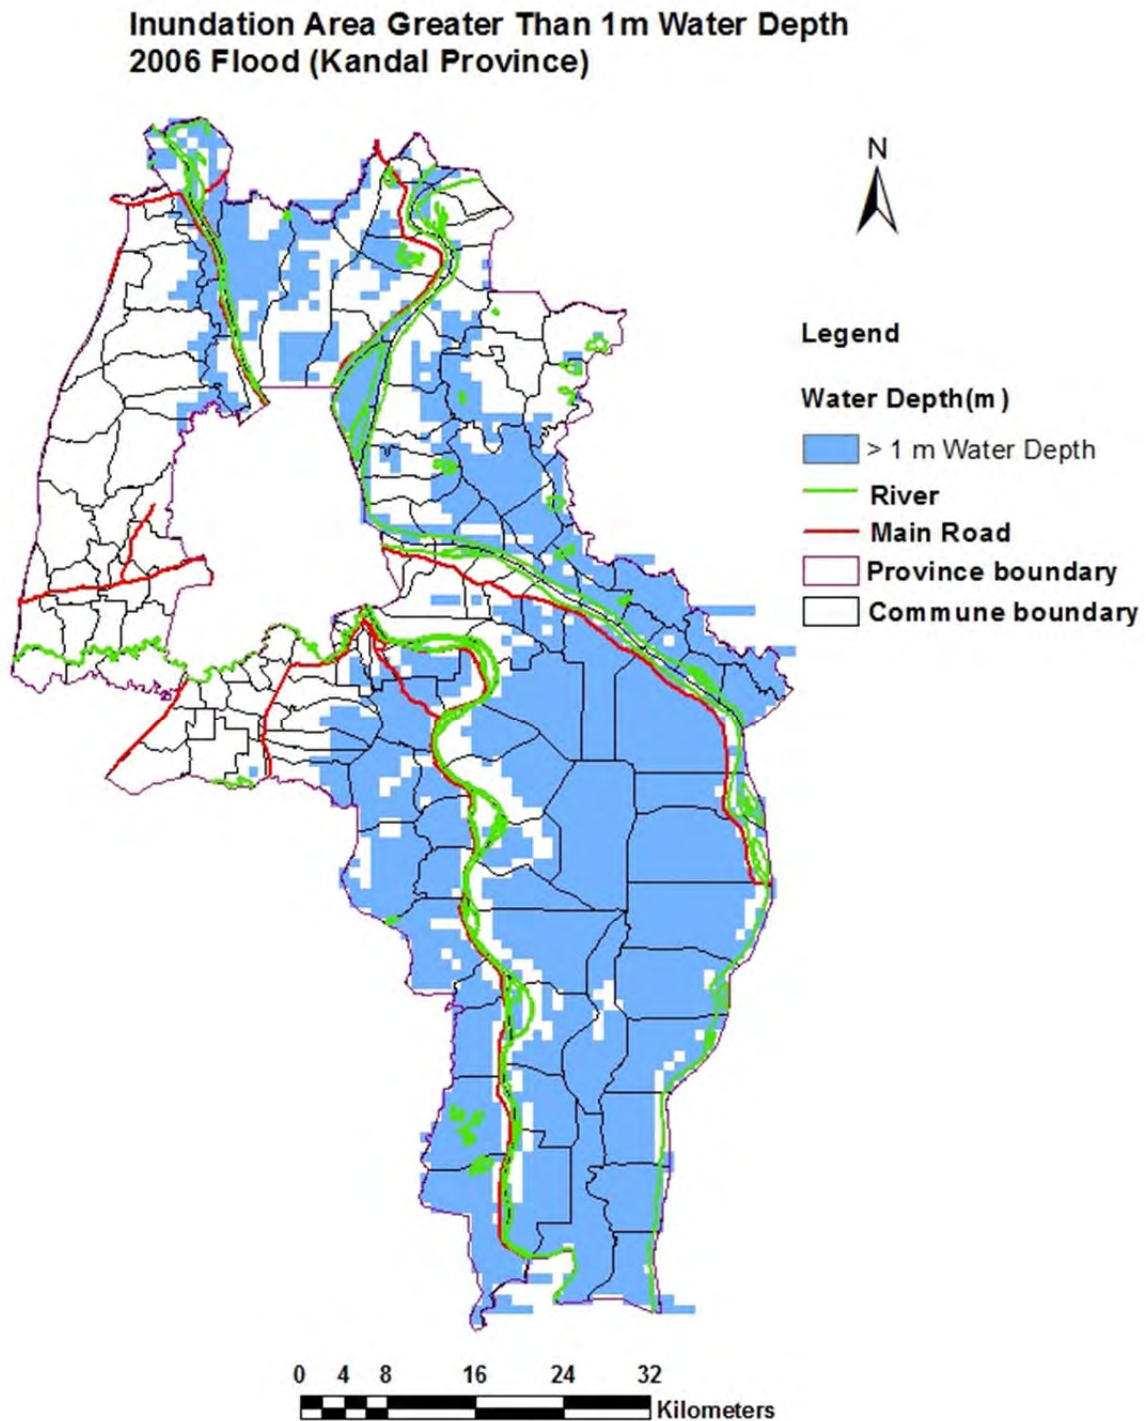 Inundation Area Greater Than 1m Water Depth
2006 Flood (Kandal Province)
N
Legend
Water Depth(m)
> 1 m Water Depth
River
Main Road
Province boundary
Commune boundary
0 4 8 16 24 32
Kilometers